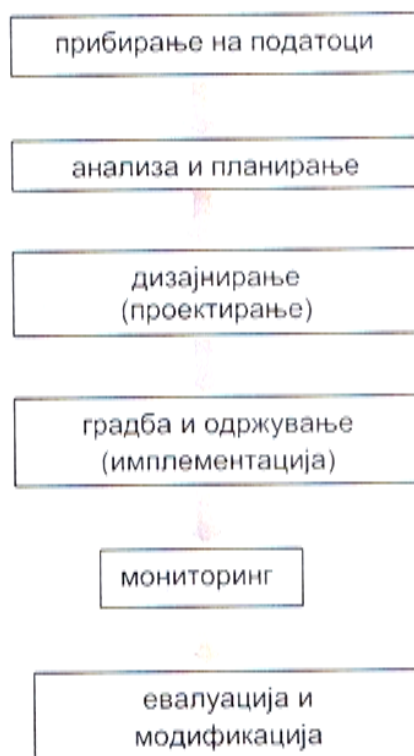 прибирање на податоци
анализа и планирање
дизајнирање
(проектирање)
градба и одржување
(имплементација)
мониторинг
евалуација и
модификација